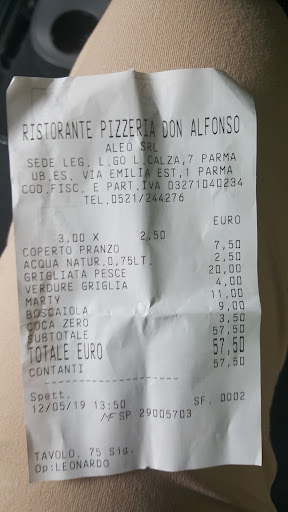 RISTORANTE PIZZERIA DON ALFONSO
ALEO SRL
SEDE LEG. L.GO L.CALZA,7 PARMA
UB.ES. VIA EMILIA EST,1 PARMA
COD.FISC. E PART.IVA 03271040234
TEL.0521/244276
EURO
3,00 X 2,50
COPERTO PRANZO 7,50
ACQUA NATUR.0,75LT. 2,50
GRIGLIATA PESCE 20,00
VERDURE GRIGLIA 4,00
MARTY 11,00
BOSCAIOLA 9,00
COCA ZERO 3,50
SUBTOTALE 57,50
TOTALE EURO 57,50
CONTANTI 57,50
Spett.
12/05/19 13:50 SF. 0002
MF SP 29005703
TAVOLO, 75 Sig.
Op:LEONARDO